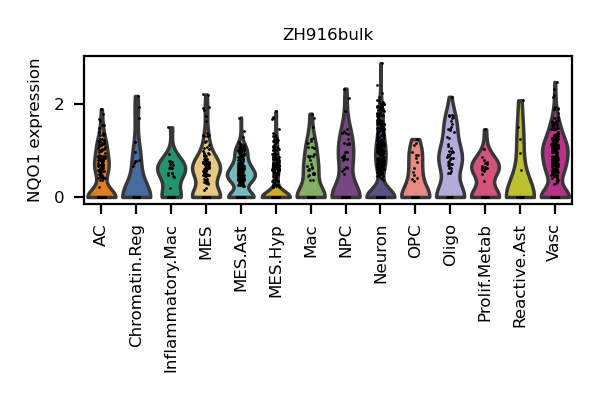 ZH916bulk
NQO1 expression
2
0
AC
Chromatin.Reg
Inflammatory.Mac
MES
MES.Ast
MES.Hyp
Mac
NPC
Neuron
OPC
Oligo
Prolif.Metab
Reactive.Ast
Vasc